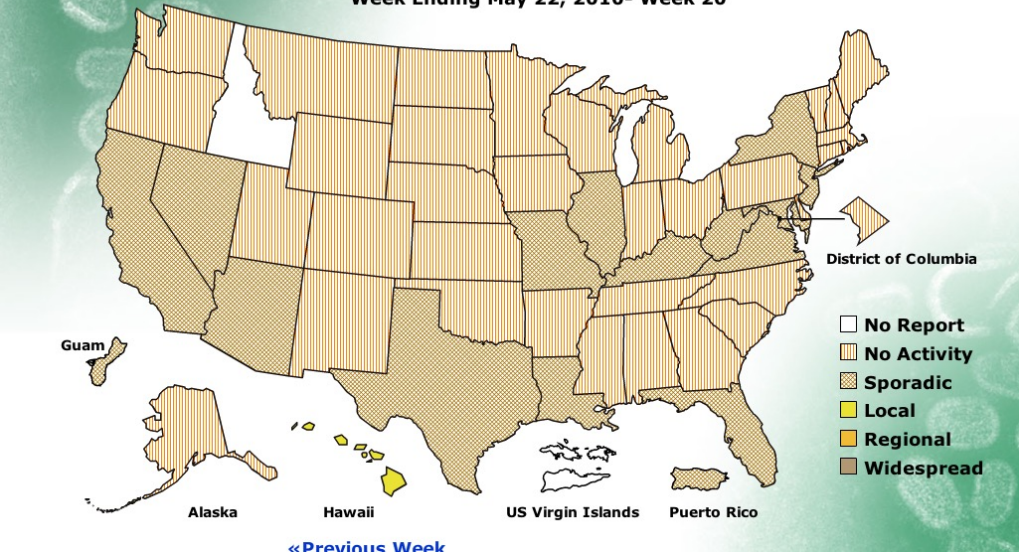 Week Ending May 22, 2010- Week 20
District of Columbia
Guam
No Report
No Activity
Sporadic
Local
Regional
Widespread
Alaska
Hawaii
US Virgin Islands
Puerto Rico
«Previous Week